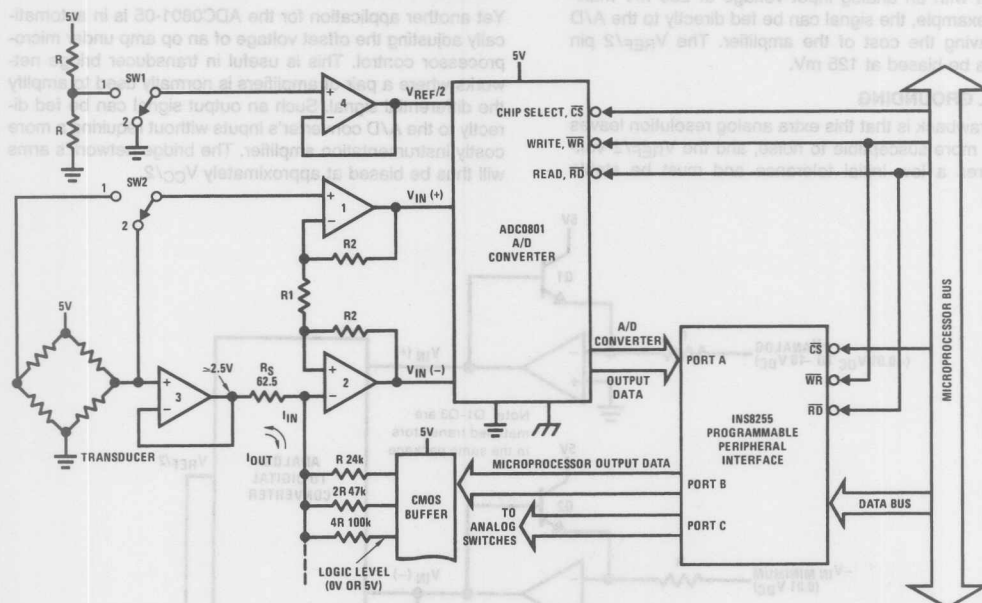 example, the signal can be fed directly to the A/D
ving the cost of the amplifier. The VREF/2 pin
be biased at 125 mV.
GROUNDING
wback is that this extra analog resolution leaves
more susceptible to noise, and the VREF/2
Yet another application for the ADC0801-05 is in automati-
cally adjusting the offset voltage of an op amp under micro-
processor control. This is useful in transducer bridge net-
works where a pair of amplifiers is normally used to amplify
the differential signal. Such an output signal can be fed di-
rectly to the A/D converter's inputs without requiring a more
costly instrumentation amplifier. The bridge network's arms
will thus be biased at approximately VCC/2.
5V
R
R
1
SW1
2
4
VREF/2
5V
CHIP SELECT, CS
WRITE, WR
READ, RD
1
SW2
2
1
VIN (+)
R2
R1
R2
ADC0801
A/D
CONVERTER
MICROPROCESSOR BUS
5V
≈2.5V
RS
62.5
3
2
VIN (−)
A/D
CONVERTER
OUTPUT
DATA
PORT A
CS
WR
RD
INS8255
PROGRAMMABLE
PERIPHERAL
INTERFACE
TRANSDUCER
IIN
IOUT
5V
R 24k
2R 47k
4R 100k
CMOS
BUFFER
MICROPROCESSOR OUTPUT DATA
PORT B
TO
ANALOG
SWITCHES
PORT C
DATA BUS
LOGIC LEVEL
(0V OR 5V)